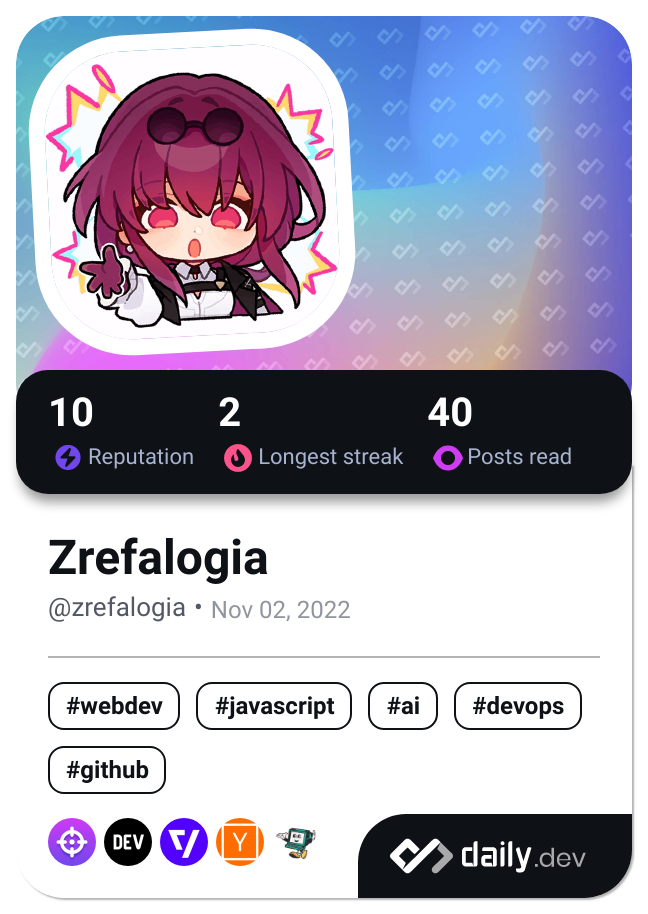 10 2 40
Reputation Longest streak Posts read
Zrefalogia
@zrefalogia • Nov 02, 2022
#webdev #javascript #ai #devops
#github
DEV Y
daily.dev